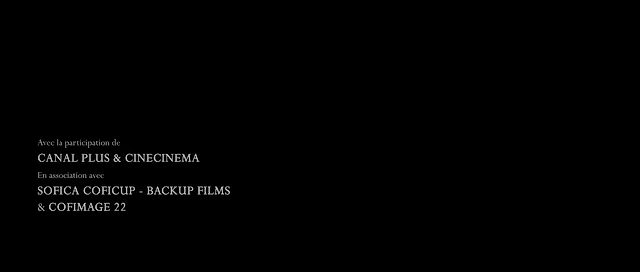 Avec la participation de
CANAL PLUS & CINECINEMA
En association avec
SOFICA COFICUP - BACKUP FILMS
& COFIMAGE 22